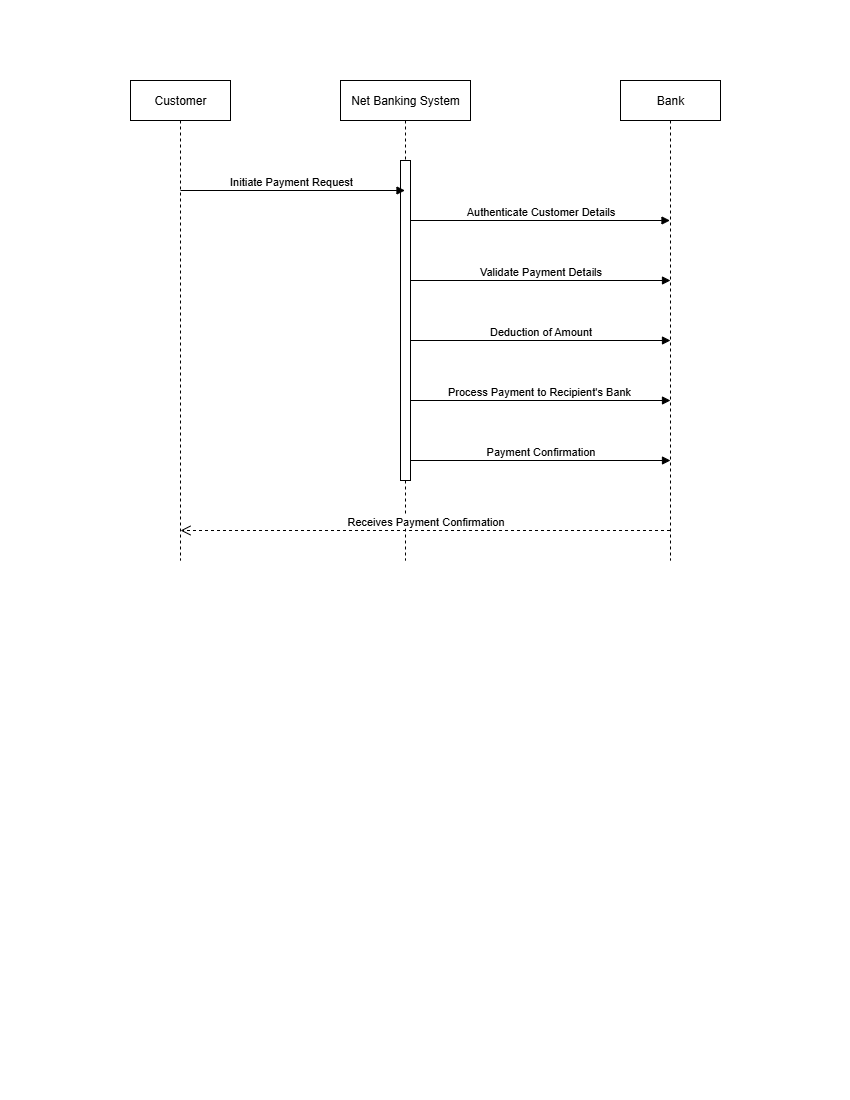 Customer
Net Banking System
Bank
Initiate Payment Request
Authenticate Customer Details
Validate Payment Details
Deduction of Amount
Process Payment to Recipient's Bank
Payment Confirmation
Receives Payment Confirmation